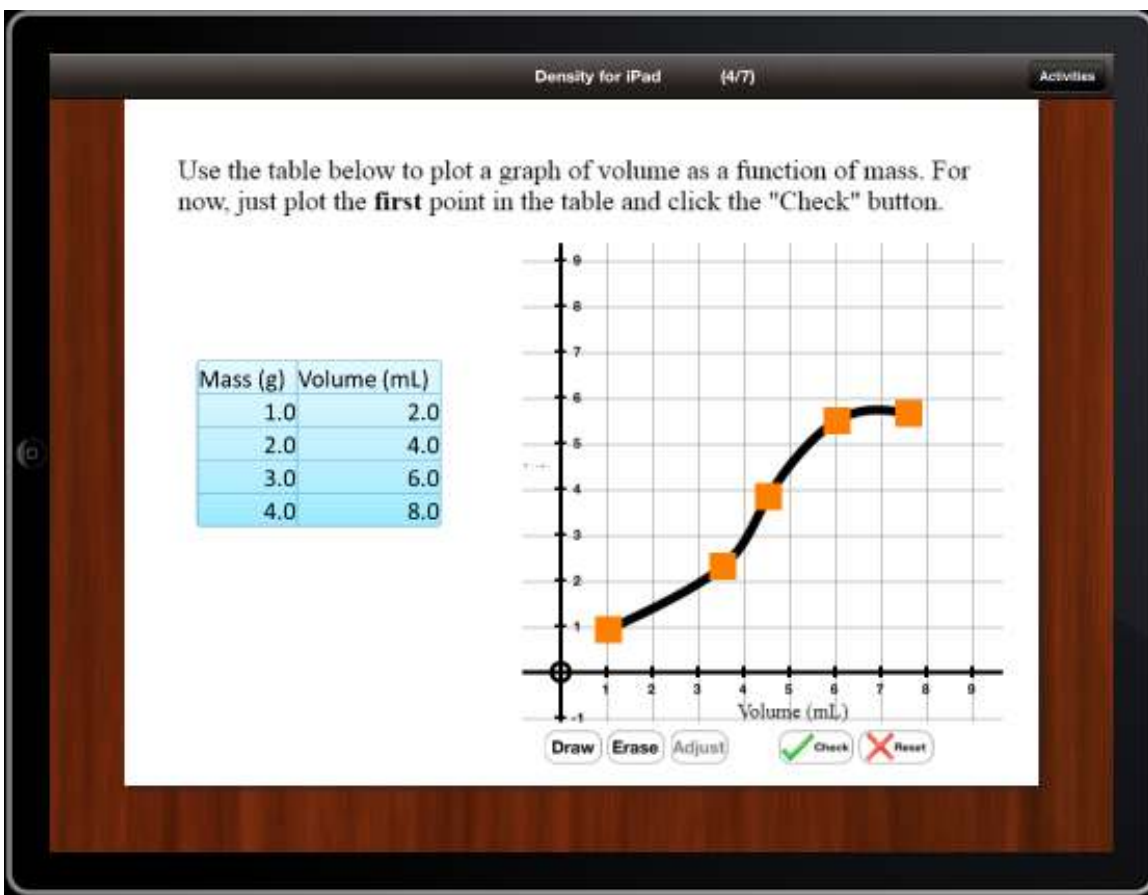 Density for iPad (4/7) Activities
Use the table below to plot a graph of volume as a function of mass. For
now, just plot the first point in the table and click the "Check" button.
Mass (g) Volume (mL)
1.0 2.0
2.0 4.0
3.0 6.0
4.0 8.0
9
8
7
6
5
4
3
2
1
1 2 3 4 5 6 7 8 9
-1
Volume (mL)
Draw Erase Adjust Check Reset